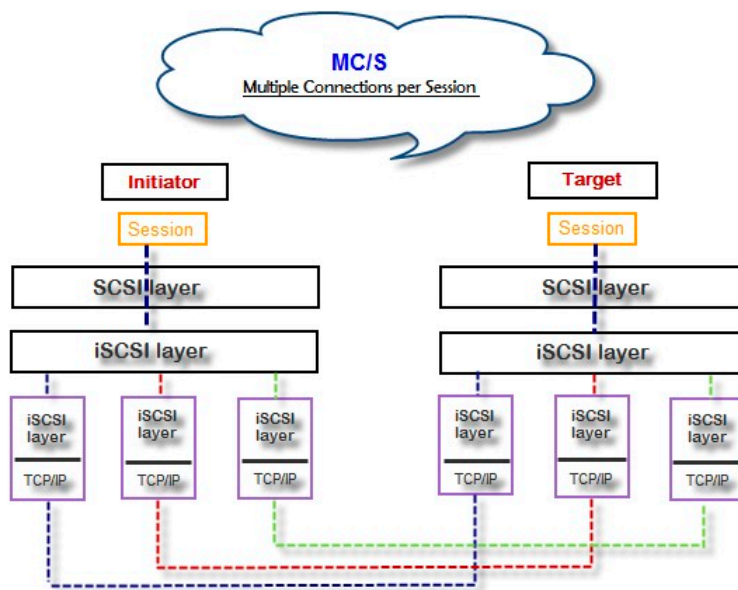 MC/S
Multiple Connections per Session
Initiator
Target
Session
Session
SCSI layer
SCSI layer
iSCSI layer
iSCSI layer
iSCSI
layer
TCP/IP
iSCSI
layer
TCP/IP
iSCSI
layer
TCP/IP
iSCSI
layer
TCP/IP
iSCSI
layer
TCP/IP
iSCSI
layer
TCP/IP